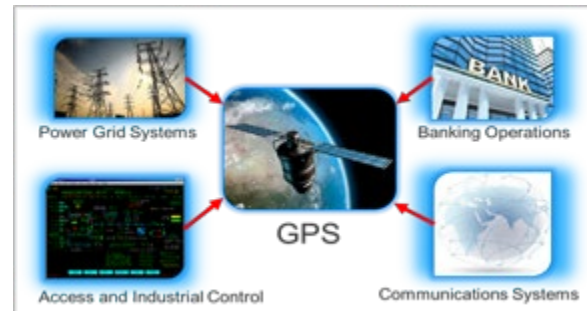 BANK
Power Grid Systems
Banking Operations
GPS
Access and Industrial Control
Communications Systems